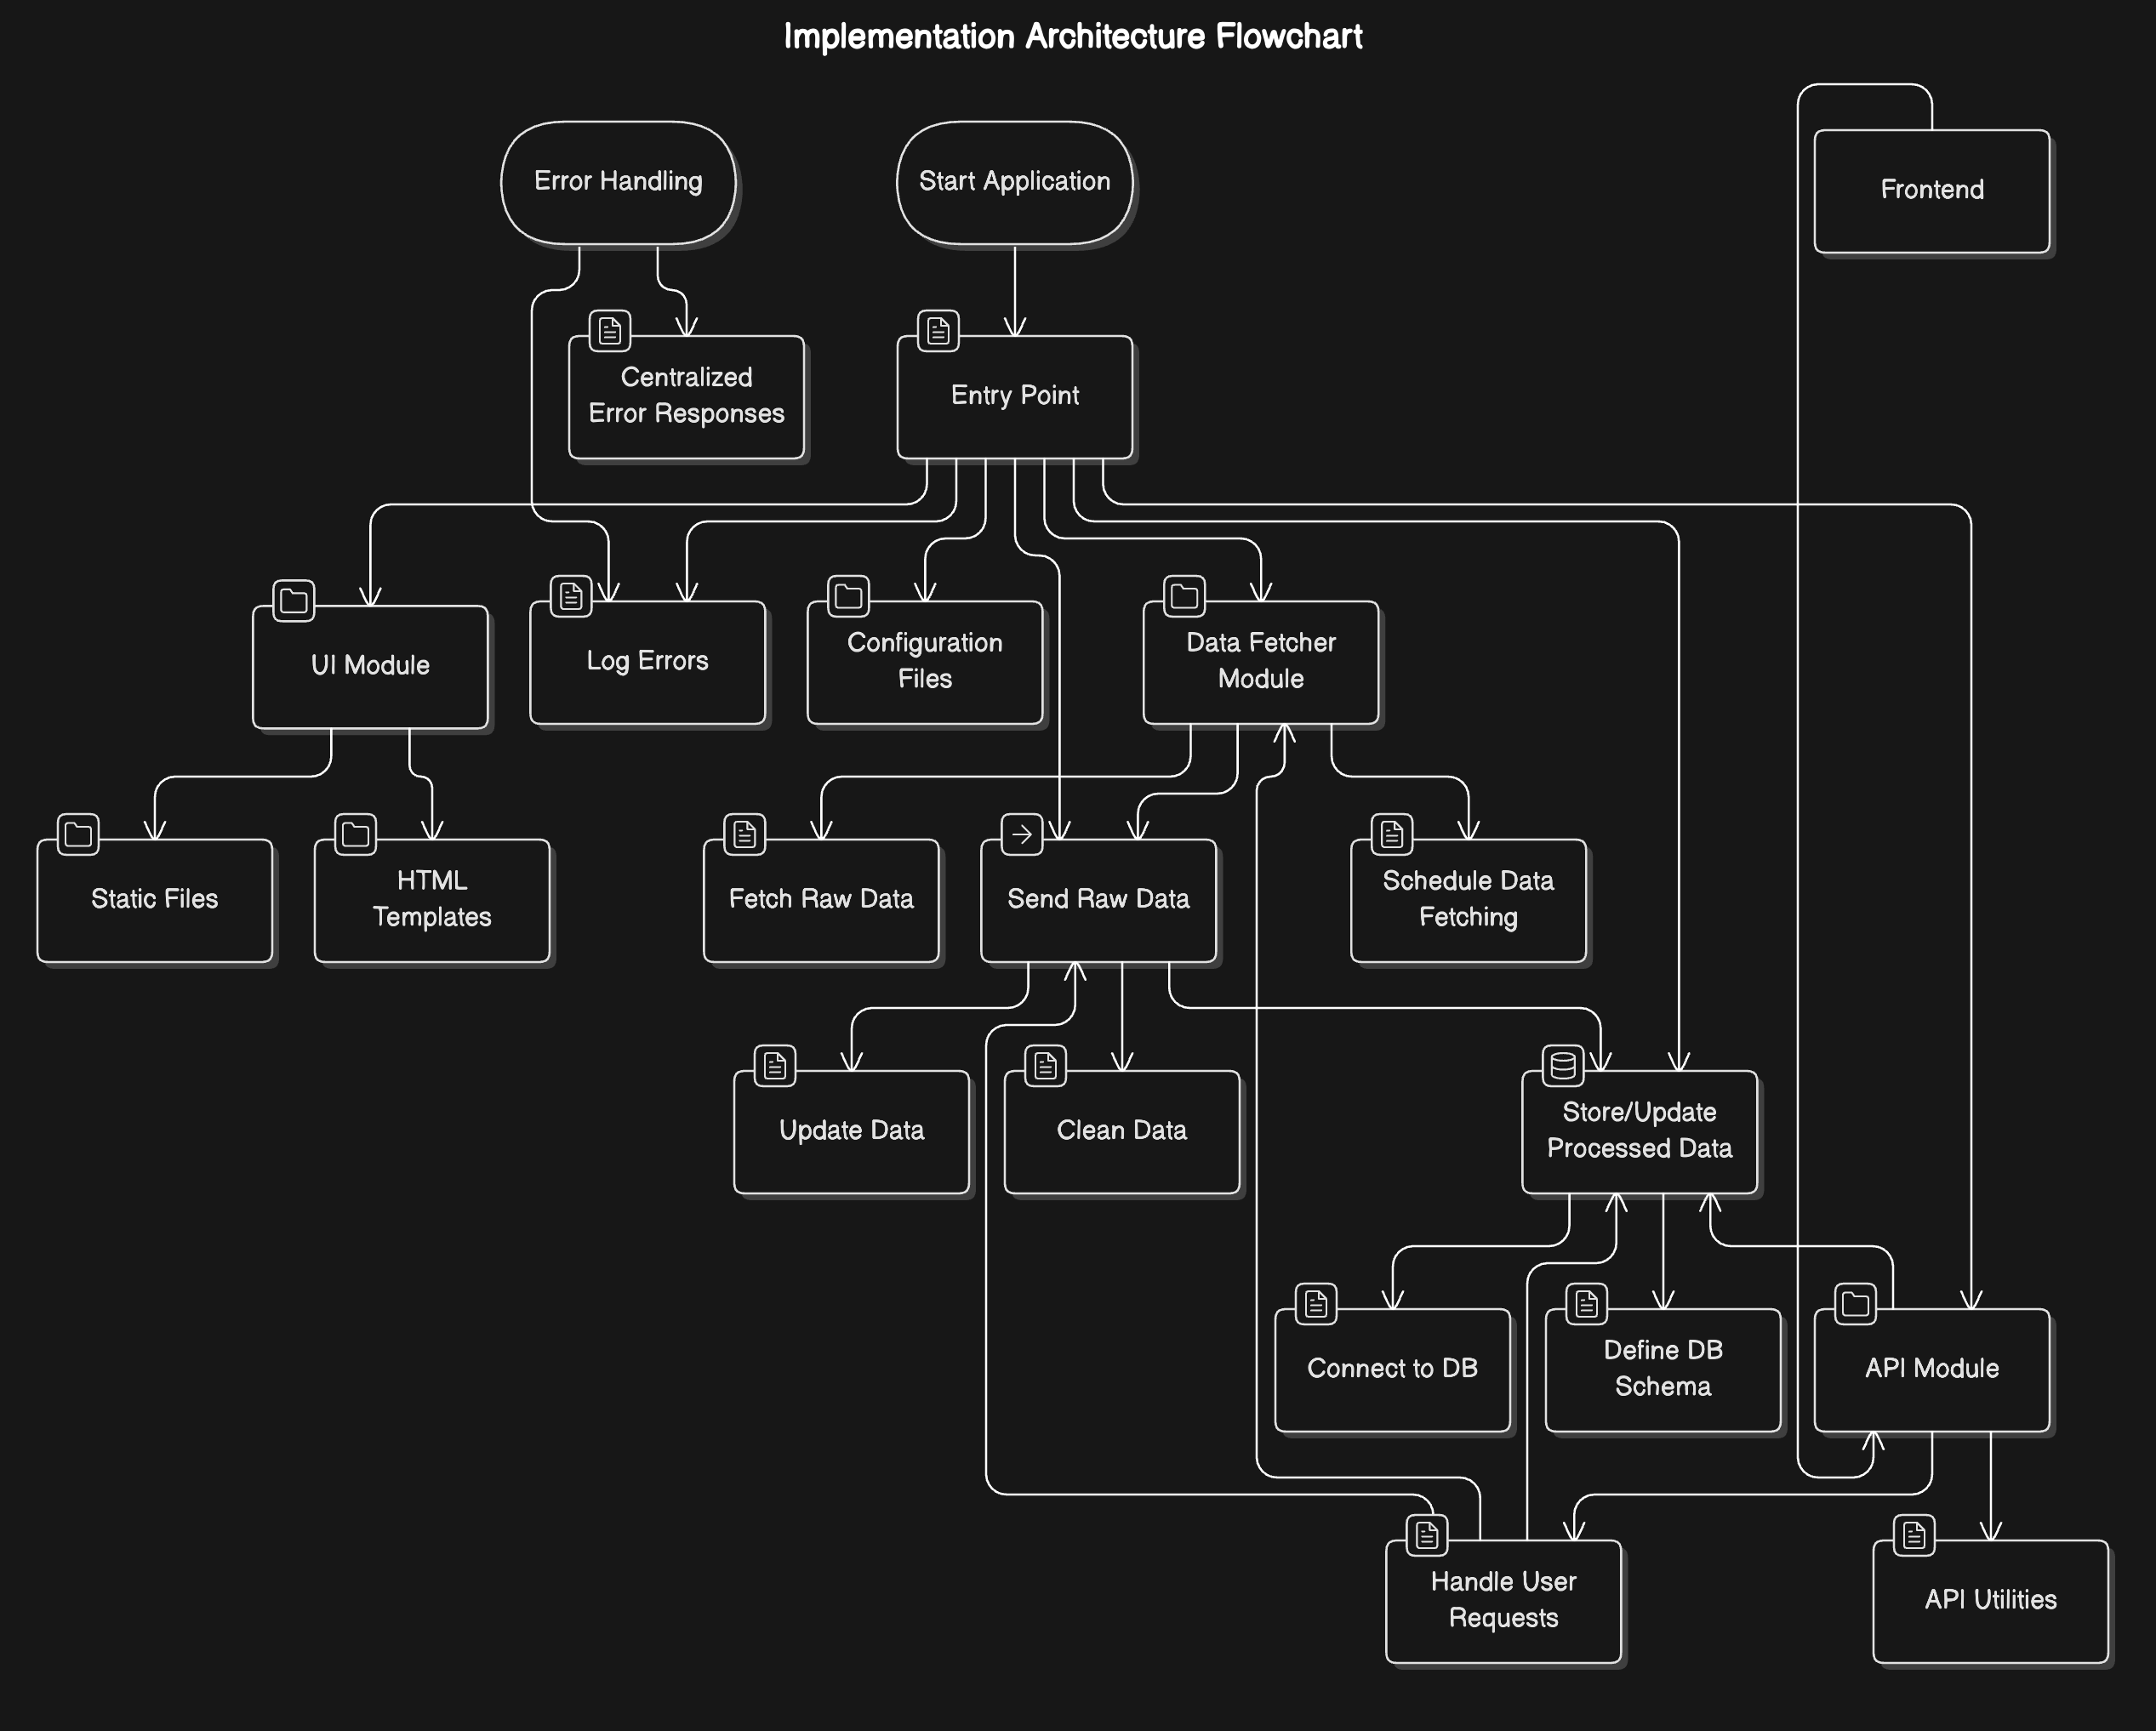 Implementation Architecture Flowchart
Error Handling
Start Application
Frontend
Centralized
Error Responses
Entry Point
UI Module
Log Errors
Configuration
Files
Data Fetcher
Module
Static Files
HTML
Templates
Fetch Raw Data
Send Raw Data
Schedule Data
Fetching
Update Data
Clean Data
Store/Update
Processed Data
Connect to DB
Define DB
Schema
API Module
Handle User
Requests
API Utilities